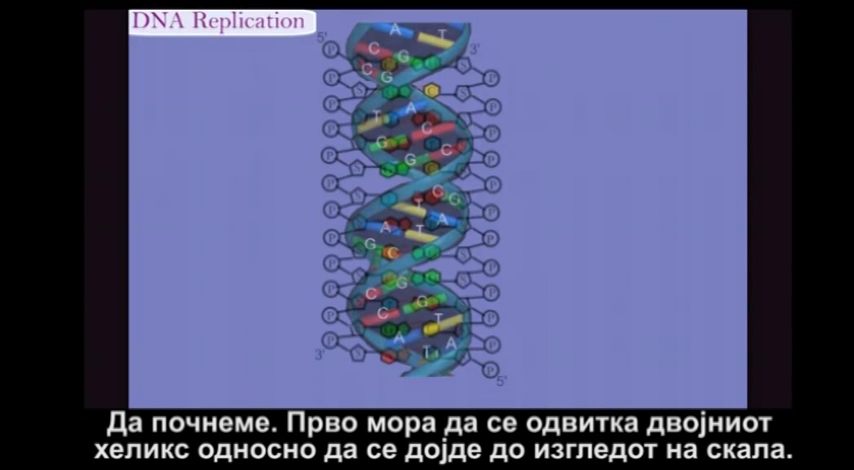 DNA Replication
5'
3'
A T
C G
C G
T A
G C
G C
G G
T A
A T
G C
C G
C G
A T
T A
3'
5'
Да почнеме. Прво мора да се одвитка двојниот
хеликс односно да се дојде до изгледот на скала.